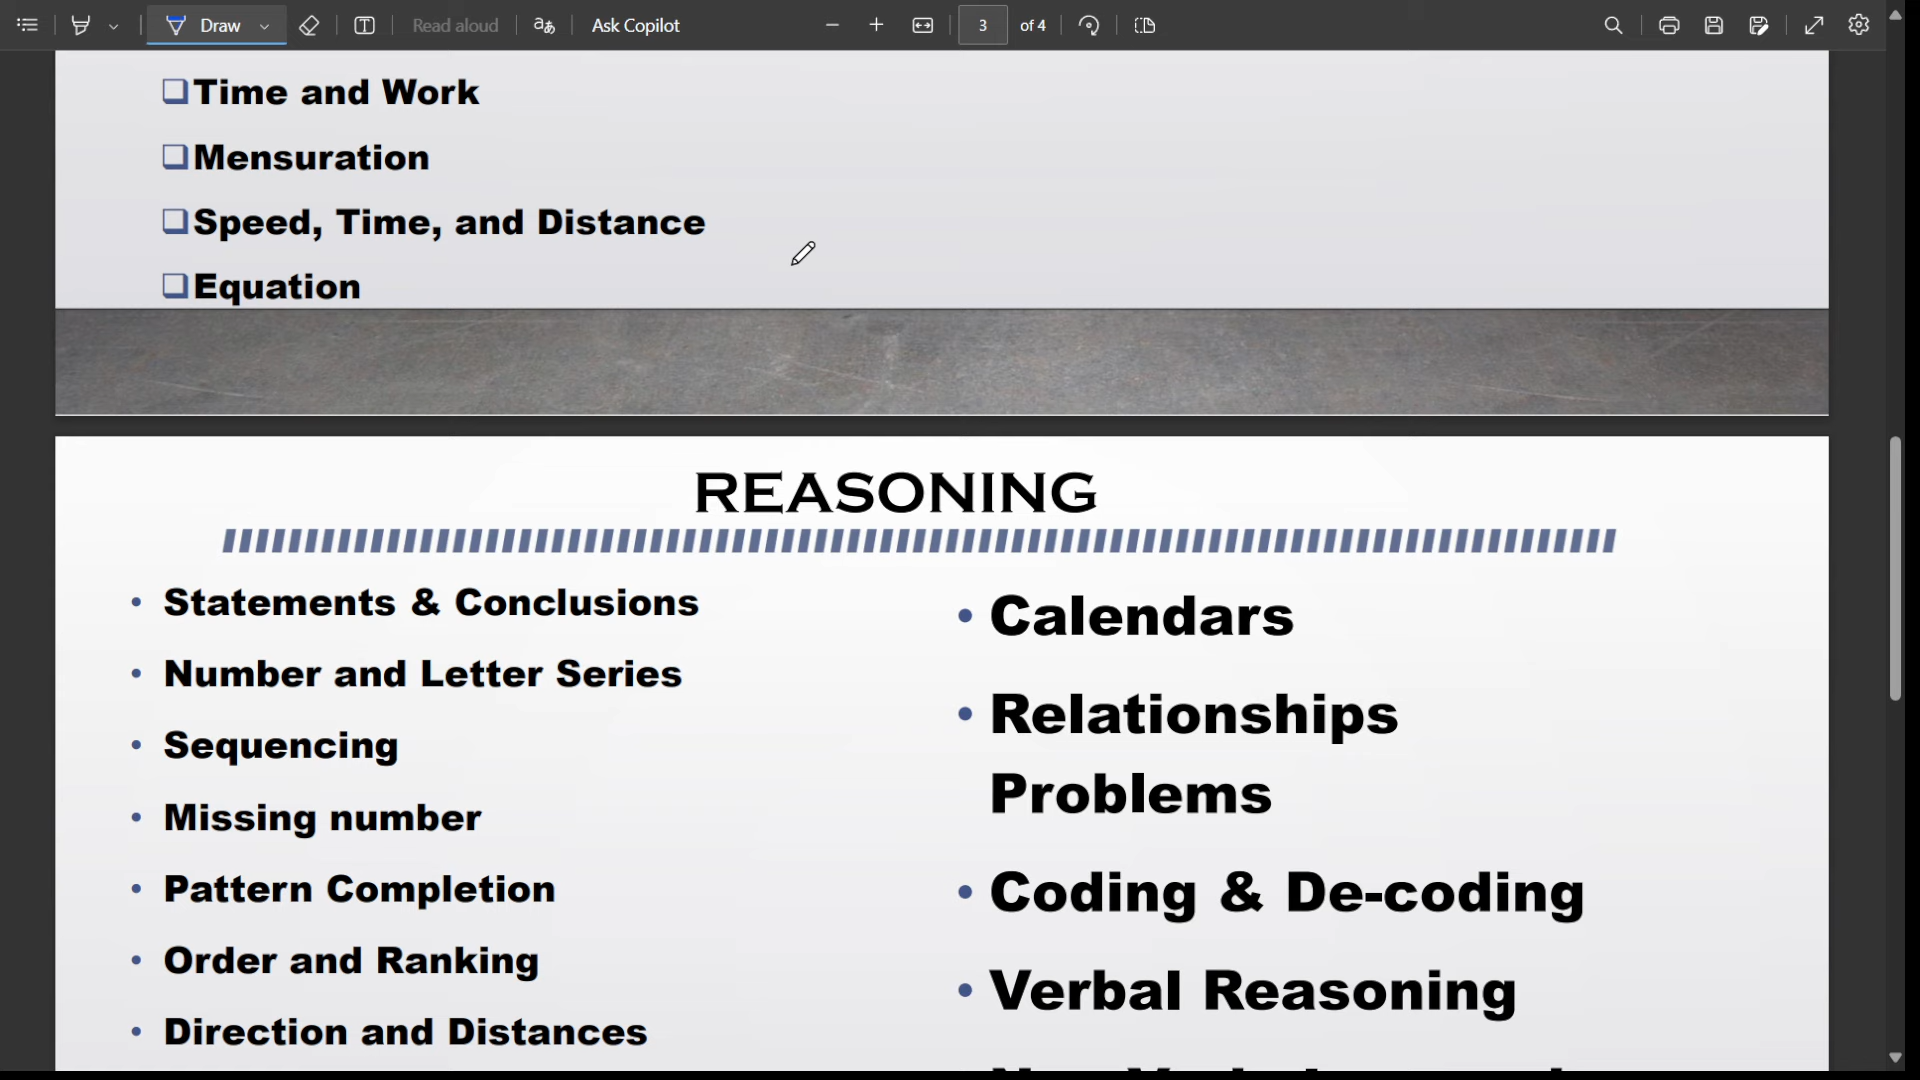 Draw
Read aloud
aあ
Ask Copilot
3
of 4
❑Time and Work
❑Mensuration
❑Speed, Time, and Distance
❑Equation
REASONING
• Statements & Conclusions
• Number and Letter Series
• Sequencing
• Missing number
• Pattern Completion
• Order and Ranking
• Direction and Distances
• Calendars
• Relationships
Problems
• Coding & De-coding
• Verbal Reasoning